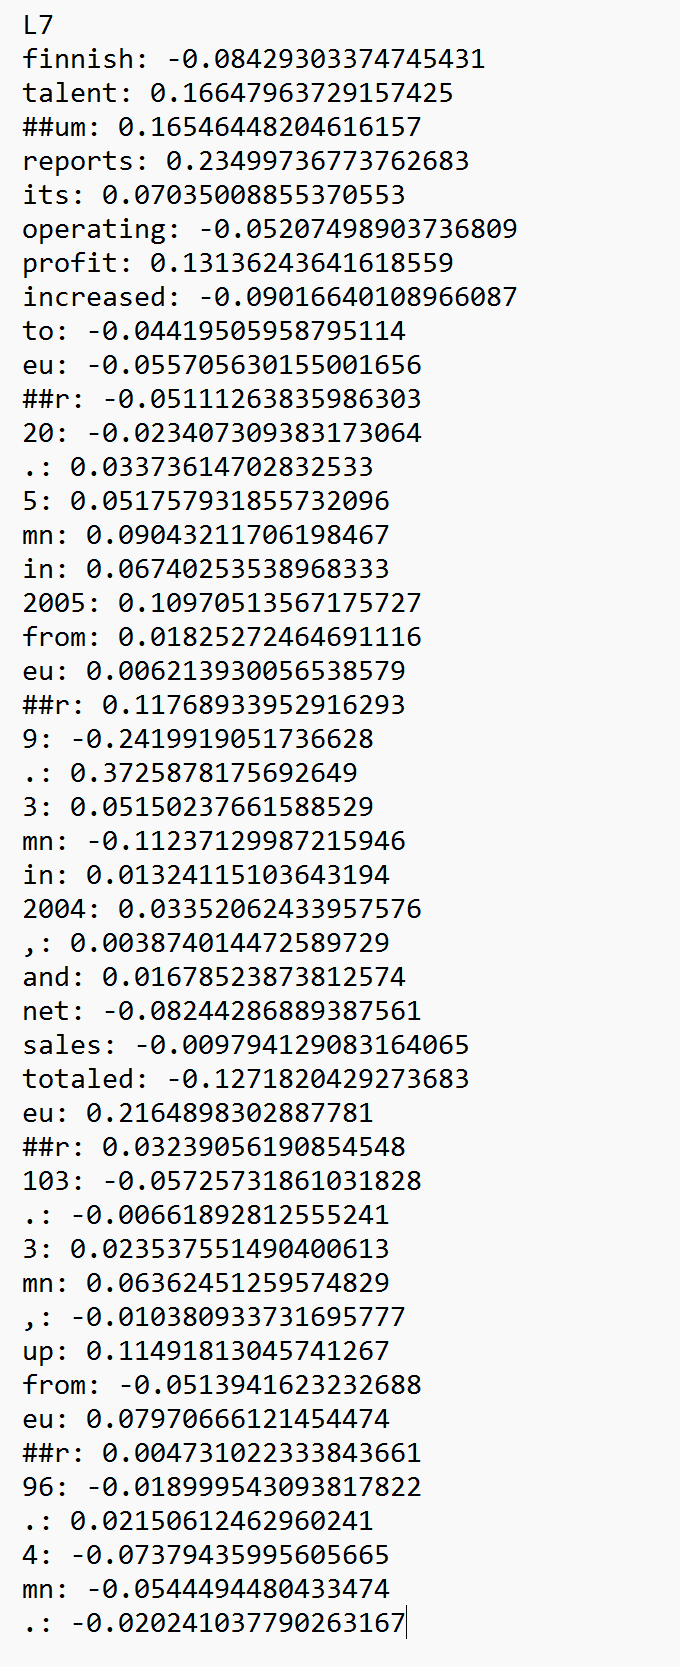 L7
finnish: -0.08429303374745431
talent: 0.16647963729157425
##um: 0.16546448204616157
reports: 0.23499736773762683
its: 0.07035008855370553
operating: -0.05207498903736809
profit: 0.13136243641618559
increased: -0.09016640108966087
to: -0.04419505958795114
eu: -0.055705630155001656
##r: -0.05111263835986303
20: -0.023407309383173064
.: 0.03373614702832533
5: 0.051757931855732096
mn: 0.09043211706198467
in: 0.06740253538968333
2005: 0.10970513567175727
from: 0.01825272464691116
eu: 0.006213930056538579
##r: 0.11768933952916293
9: -0.2419919051736628
.: 0.3725878175692649
3: 0.05150237661588529
mn: -0.11237129987215946
in: 0.01324115103643194
2004: 0.03352062433957576
,: 0.003874014472589729
and: 0.01678523873812574
net: -0.08244286889387561
sales: -0.009794129083164065
totaled: -0.1271820429273683
eu: 0.2164898302887781
##r: 0.03239056190854548
103: -0.05725731861031828
.: -0.00661892812555241
3: 0.023537551490400613
mn: 0.06362451259574829
,: -0.010380933731695777
up: 0.11491813045741267
from: -0.0513941623232688
eu: 0.07970666121454474
##r: 0.004731022333843661
96: -0.018999543093817822
.: 0.02150612462960241
4: -0.07379435995605665
mn: -0.0544494480433474
.: -0.020241037790263167